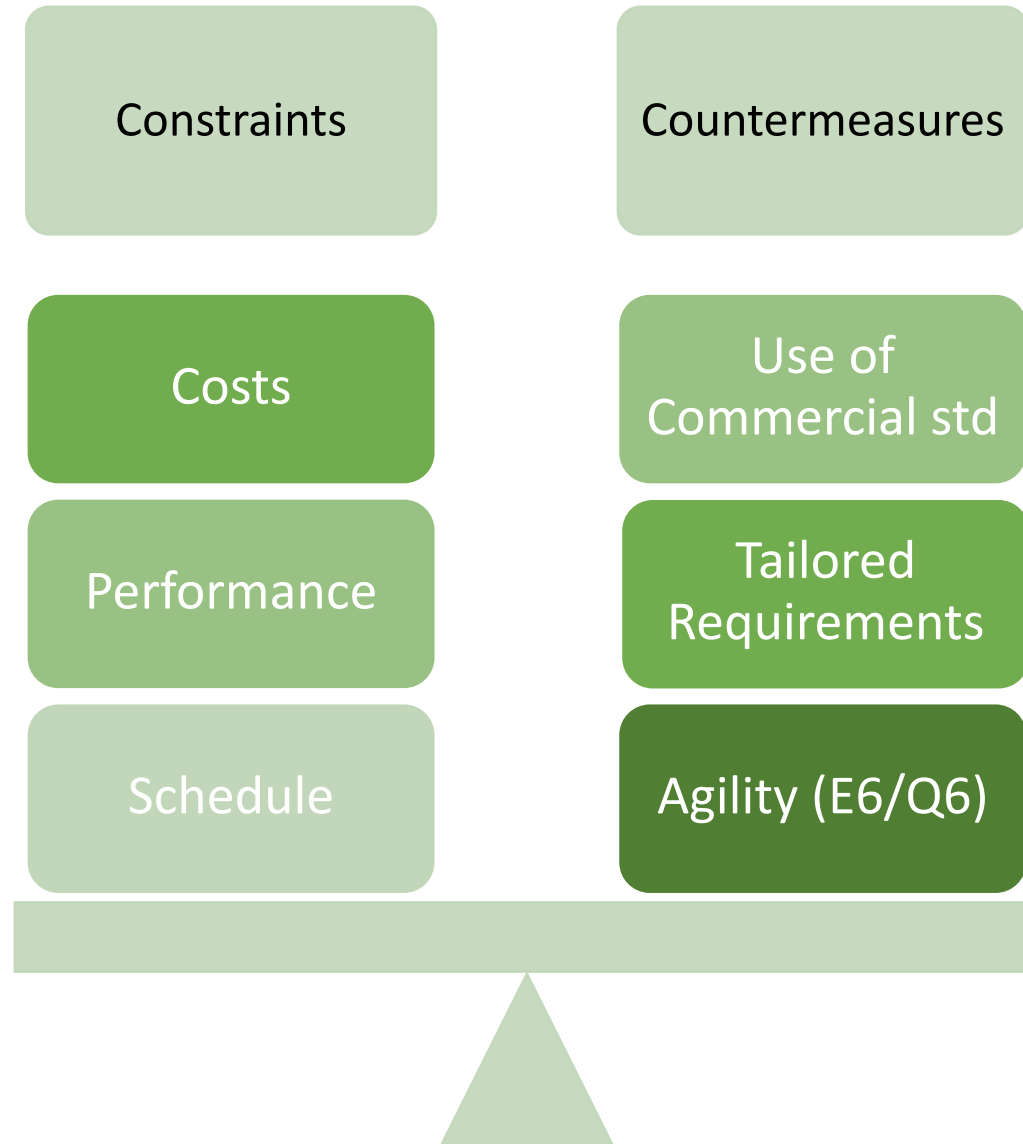 Constraints
Countermeasures
Costs
Use of
Commercial std
Performance
Tailored
Requirements
Schedule
Agility (E6/Q6)